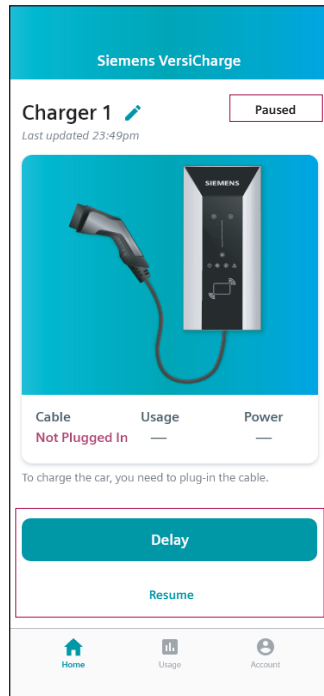 Siemens VersiCharge
Charger 1
Paused
Last updated 23:49pm
SIEMENS
Cable Usage Power
Not Plugged In — —
To charge the car, you need to plug-in the cable.
Delay
Resume
Home Usage Account